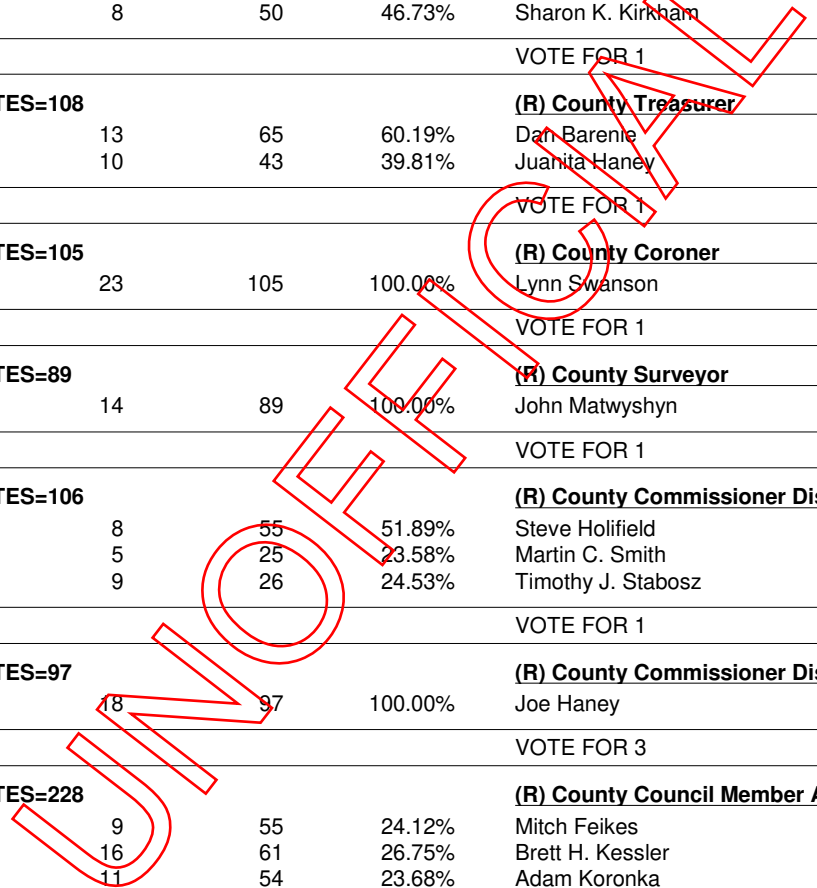 8 50 46.73% Sharon K. Kirkham
VOTE FOR 1
TES=108 (R) County Treasurer
13 65 60.19% Dan Barenie
10 43 39.81% Juanita Haney
VOTE FOR 1
TES=105 (R) County Coroner
23 105 100.00% Lynn Swanson
VOTE FOR 1
TES=89 (R) County Surveyor
14 89 100.00% John Matwyshyn
VOTE FOR 1
TES=106 (R) County Commissioner Dis
8 55 51.89% Steve Holifield
5 25 23.58% Martin C. Smith
9 26 24.53% Timothy J. Stabosz
VOTE FOR 1
TES=97 (R) County Commissioner Dis
18 97 100.00% Joe Haney
VOTE FOR 3
TES=228 (R) County Council Member A
9 55 24.12% Mitch Feikes
16 61 26.75% Brett H. Kessler
11 54 23.68% Adam Koronka
UNOFFICIAL